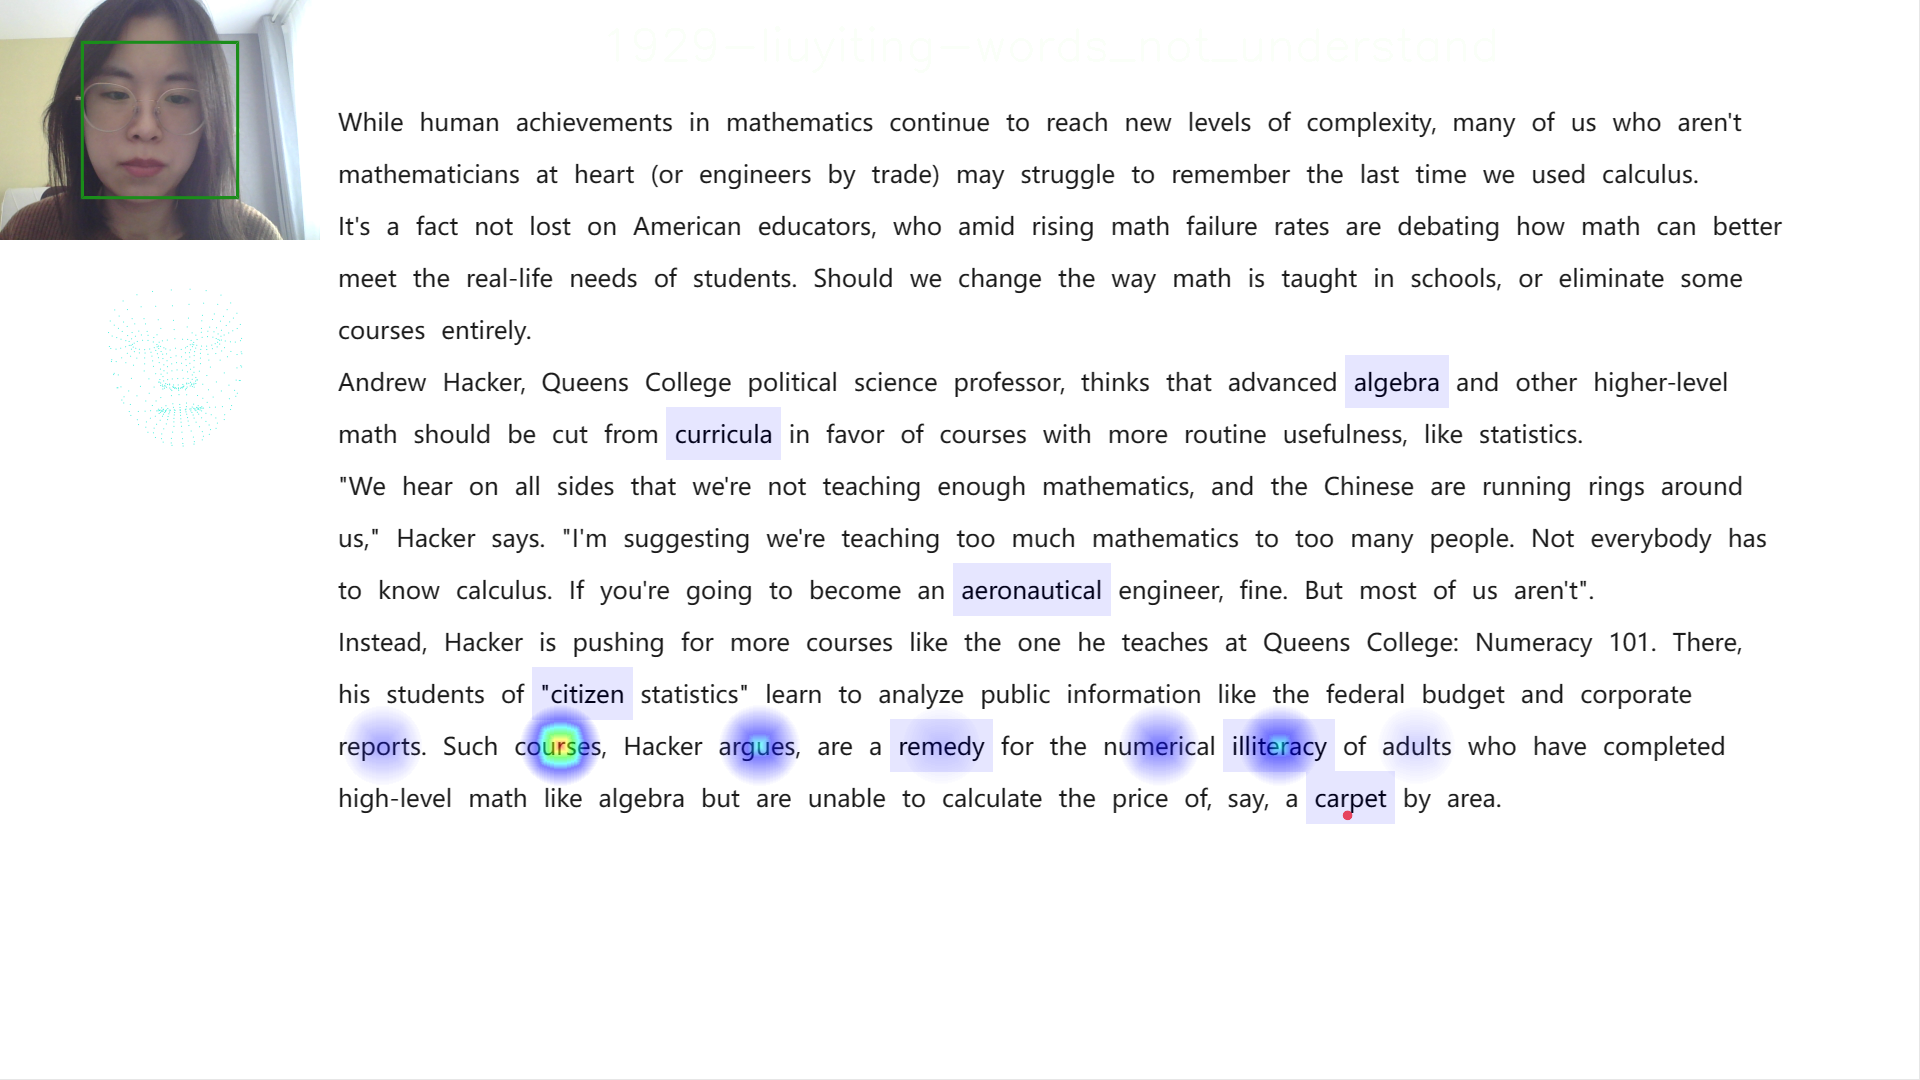 1929-liuyiting-words_not_understand
While human achievements in mathematics continue to reach new levels of complexity, many of us who aren't
mathematicians at heart (or engineers by trade) may struggle to remember the last time we used calculus.
It's a fact not lost on American educators, who amid rising math failure rates are debating how math can better
meet the real-life needs of students. Should we change the way math is taught in schools, or eliminate some
courses entirely.
Andrew Hacker, Queens College political science professor, thinks that advanced algebra and other higher-level
math should be cut from curricula in favor of courses with more routine usefulness, like statistics.
"We hear on all sides that we're not teaching enough mathematics, and the Chinese are running rings around
us," Hacker says. "I'm suggesting we're teaching too much mathematics to too many people. Not everybody has
to know calculus. If you're going to become an aeronautical engineer, fine. But most of us aren't".
Instead, Hacker is pushing for more courses like the one he teaches at Queens College: Numeracy 101. There,
his students of "citizen statistics" learn to analyze public information like the federal budget and corporate
reports. Such courses, Hacker argues, are a remedy for the numerical illiteracy of adults who have completed
high-level math like algebra but are unable to calculate the price of, say, a carpet by area.